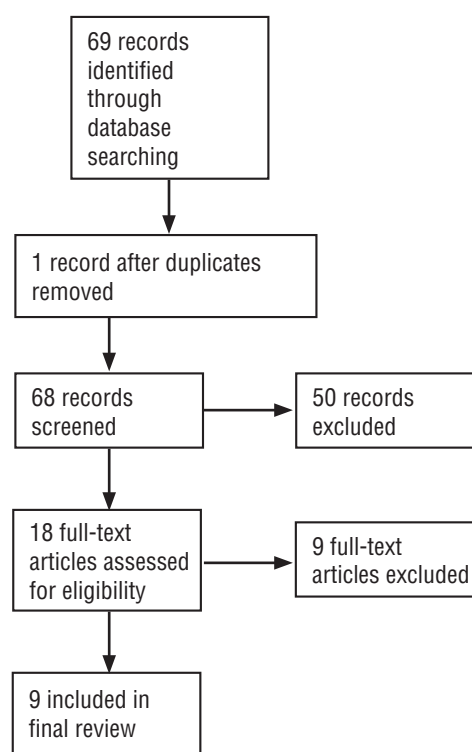 69 records
identified
through
database
searching
1 record after duplicates
removed
68 records
screened
50 records
excluded
18 full-text
articles assessed
for eligibility
9 full-text
articles excluded
9 included in
final review